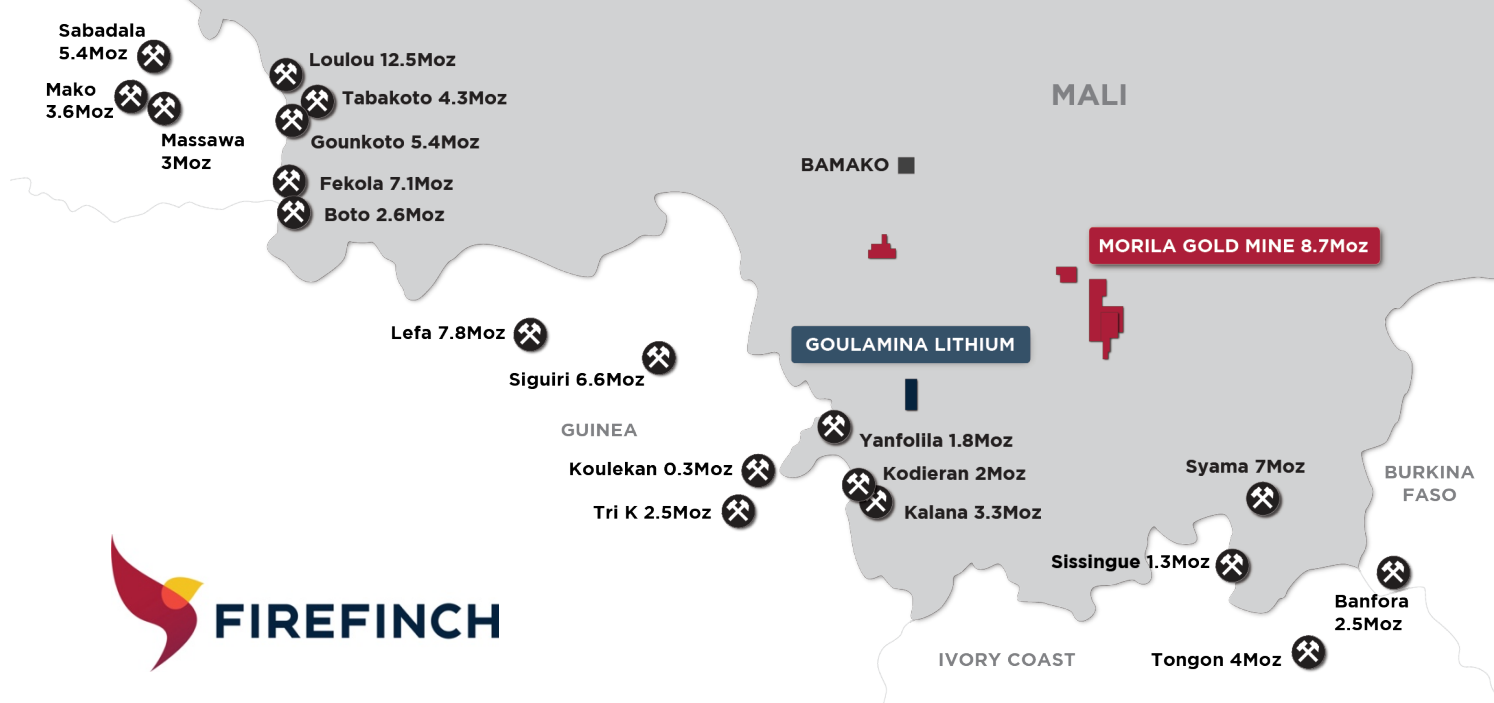 Sabadala
5.4Moz
Loulou 12.5Moz
Mako
3.6Moz
Tabakoto 4.3Moz
MALI
Massawa
3Moz
Gounkoto 5.4Moz
BAMAKO
Fekola 7.1Moz
Boto 2.6Moz
MORILA GOLD MINE 8.7Moz
Lefa 7.8Moz
GOULAMINA LITHIUM
Siguiri 6.6Moz
GUINEA
Yanfolila 1.8Moz
Koulekan 0.3Moz
Kodieran 2Moz
Syama 7Moz
BURKINA
FASO
Tri K 2.5Moz
Kalana 3.3Moz
Sissingue 1.3Moz
Banfora
2.5Moz
FIREFINCH
IVORY COAST
Tongon 4Moz